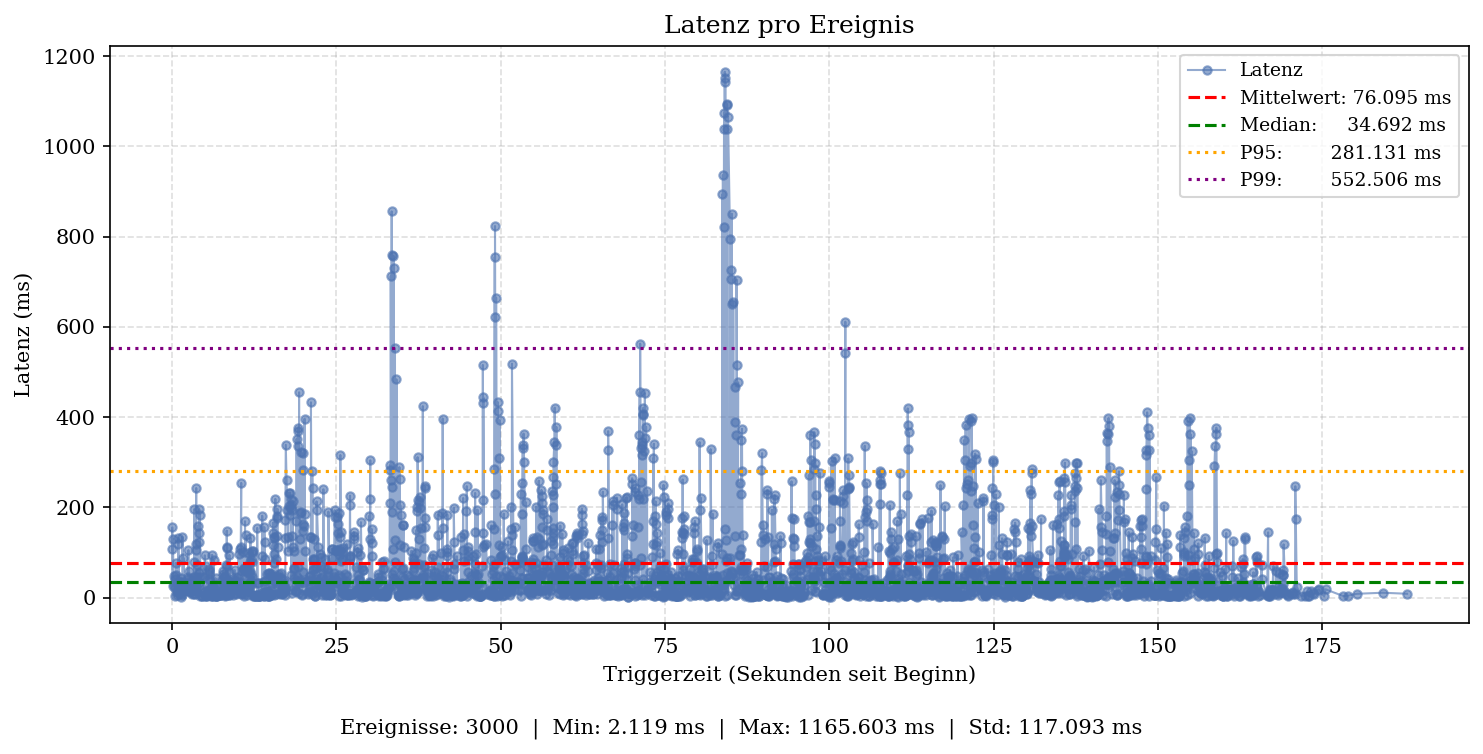 Latenz pro Ereignis
1200
1000
800
600
400
200
0
Latenz (ms)
Latenz
Mittelwert: 76.095 ms
Median: 34.692 ms
P95: 281.131 ms
P99: 552.506 ms
0 25 50 75 100 125 150 175
Triggerzeit (Sekunden seit Beginn)
Ereignisse: 3000 | Min: 2.119 ms | Max: 1165.603 ms | Std: 117.093 ms